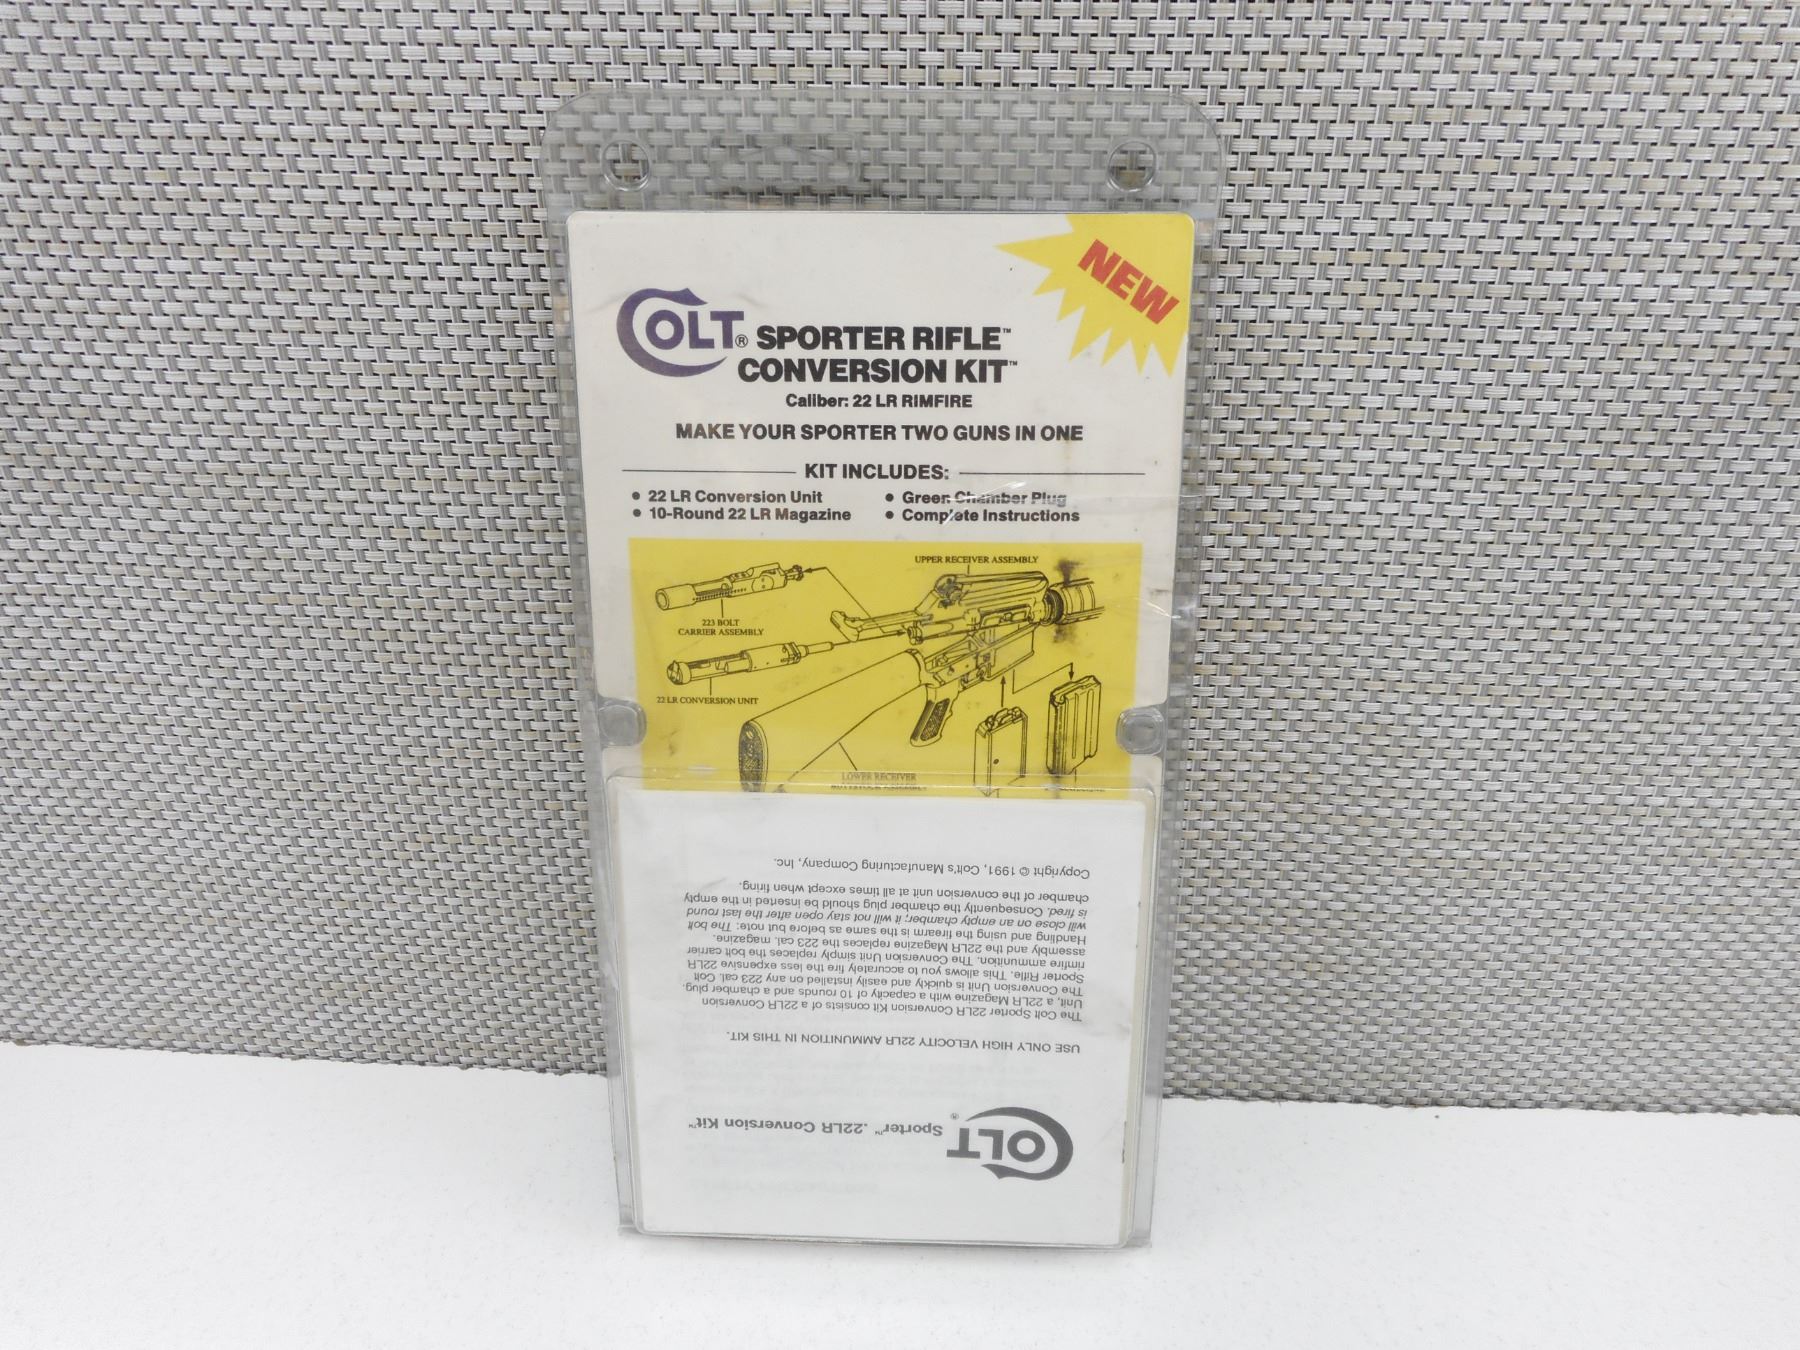 NEW
COLT® SPORTER RIFLE™
CONVERSION KIT™
Caliber: 22 LR RIMFIRE
MAKE YOUR SPORTER TWO GUNS IN ONE
KIT INCLUDES:
• 22 LR Conversion Unit
• 10-Round 22 LR Magazine
• Green Chamber Plug
• Complete Instructions
UPPER RECEIVER ASSEMBLY
223 BOLT
CARRIER ASSEMBLY
22 LR CONVERSION UNIT
LOWER RECEIVER
COLT® Sporter™ .22LR Conversion Kit™
USE ONLY HIGH VELOCITY 22LR AMMUNITION IN THIS KIT.
The Colt Sporter 22LR Conversion Kit consists of a 22LR Conversion
Unit, a 22LR Magazine with a capacity of 10 rounds and a chamber plug.
The Conversion Unit is quickly and easily installed on any 223 cal. Colt
Sporter Rifle. This allows you to accurately fire the less expensive 22LR
rimfire ammunition. The Conversion Unit simply replaces the bolt carrier
assembly and the 22LR Magazine replaces the 223 cal. magazine.
Handling and using the firearm is the same as before but note: The bolt
will close on an empty chamber; it will not stay open after the last round
is fired. Consequently the chamber plug should be inserted in the empty
chamber of the conversion unit at all times except when firing.
Copyright © 1991, Colt's Manufacturing Company, Inc.